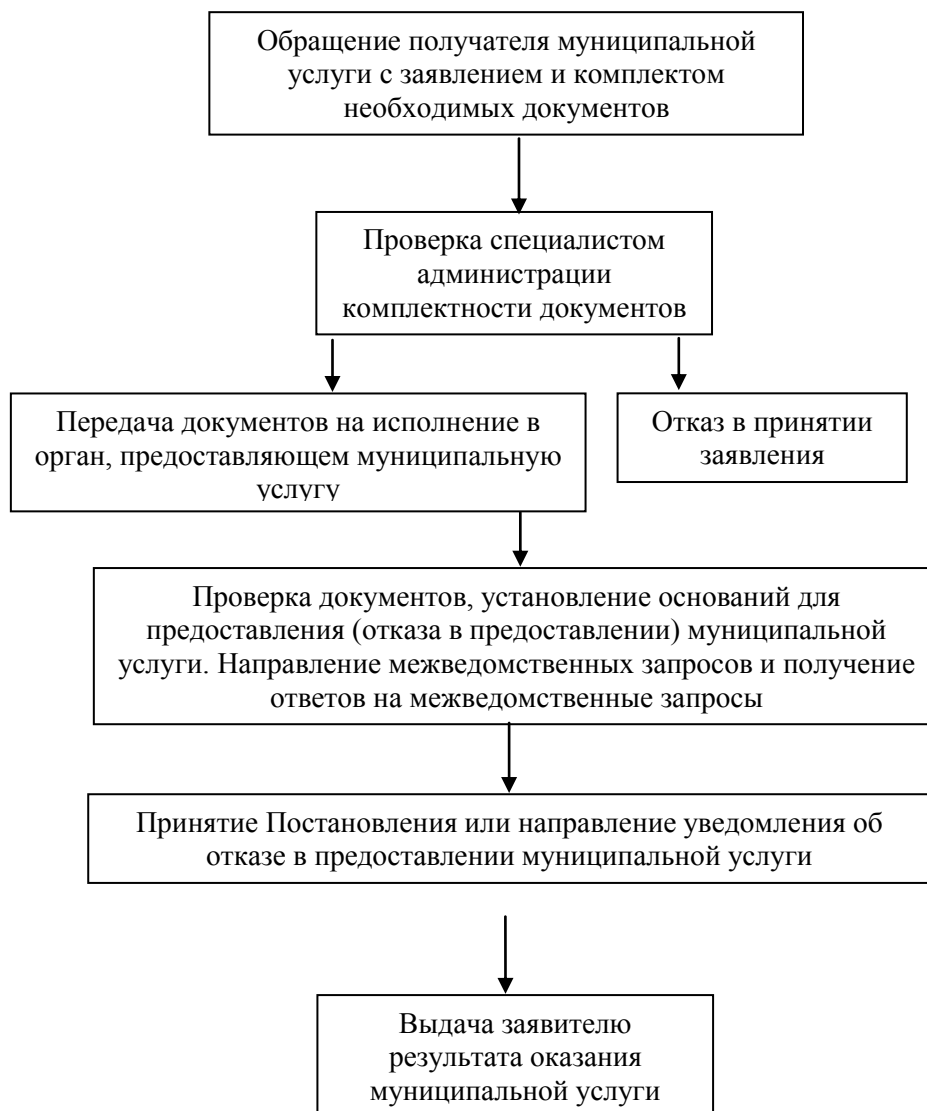 Обращение получателя муниципальной
услуги с заявлением и комплектом
необходимых документов
Проверка специалистом
администрации
комплектности документов
Передача документов на исполнение в
орган, предоставляющем муниципальную
услугу
Отказ в принятии
заявления
Проверка документов, установление оснований для
предоставления (отказа в предоставлении) муниципальной
услуги. Направление межведомственных запросов и получение
ответов на межведомственные запросы
Принятие Постановления или направление уведомления об
отказе в предоставлении муниципальной услуги
Выдача заявителю
результата оказания
муниципальной услуги